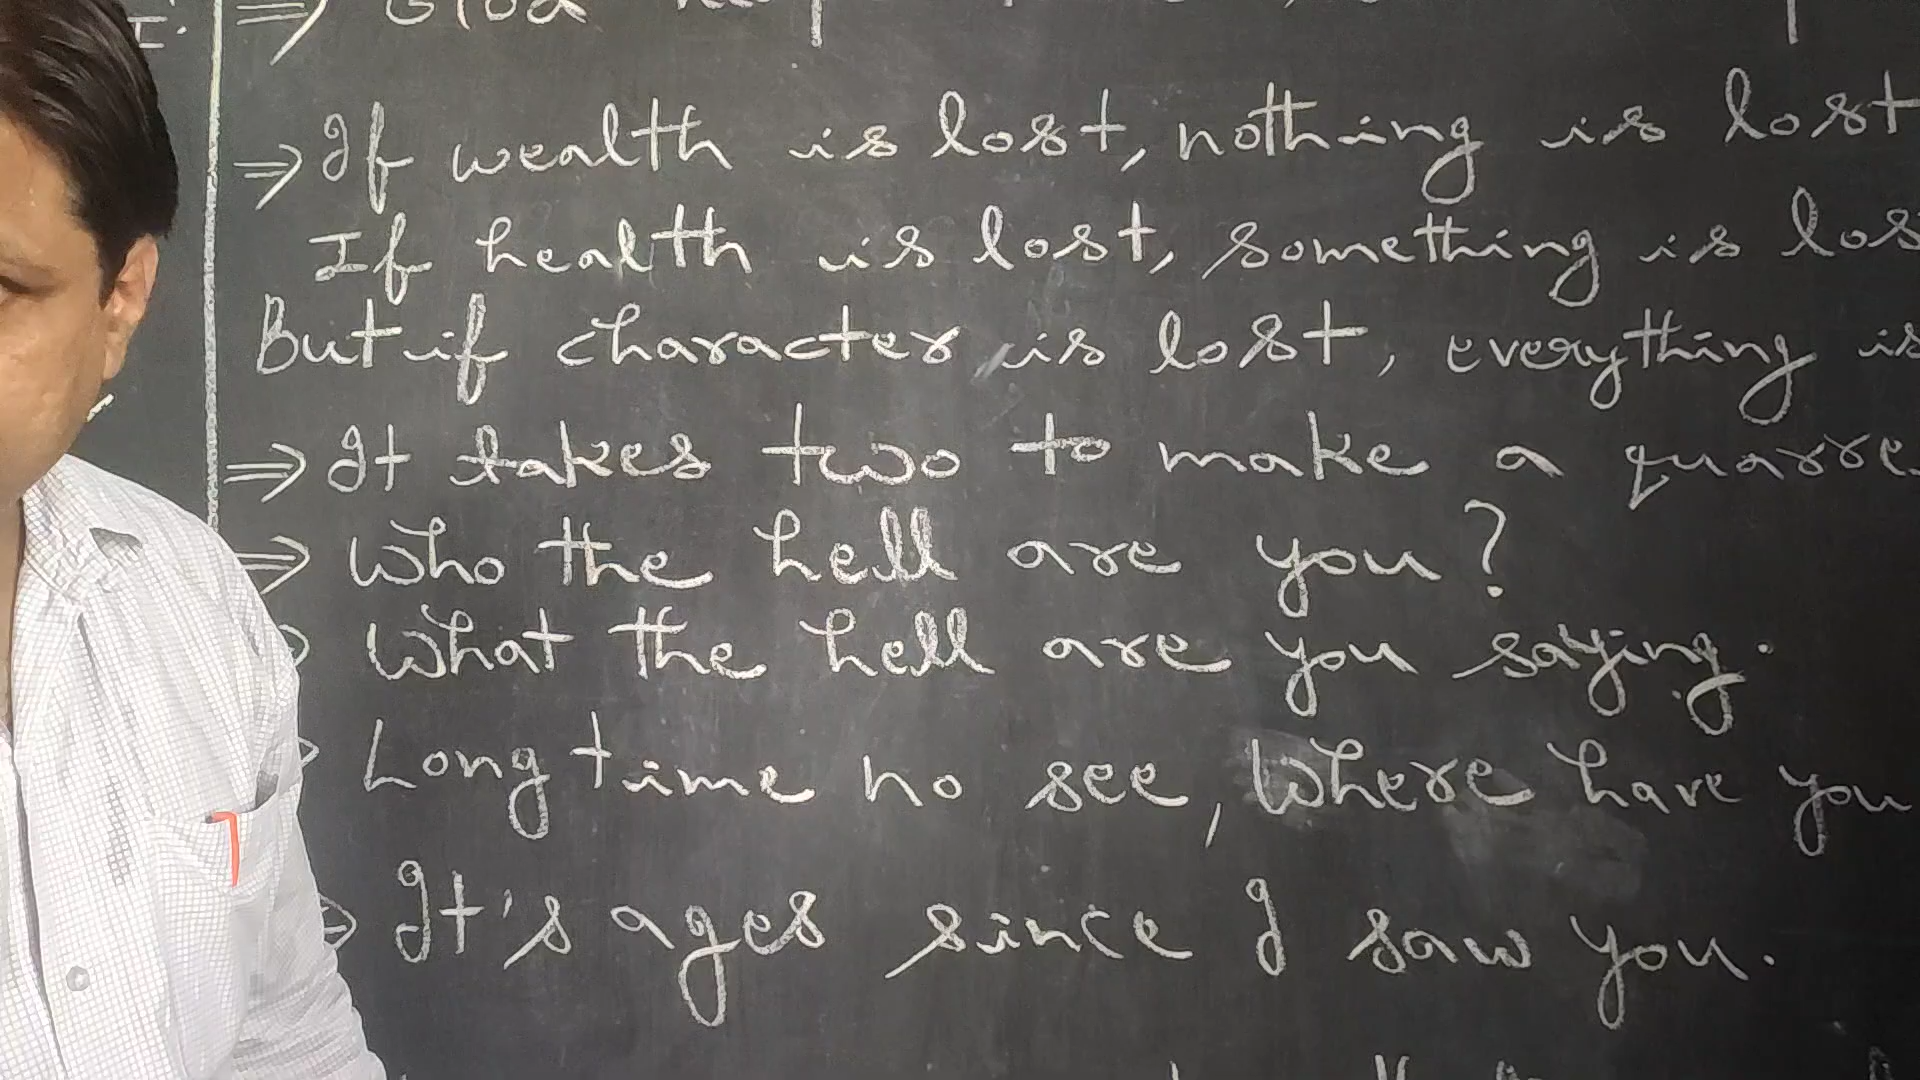 ⇒ God
⇒ If wealth is lost, nothing is lost
If health is lost, something is los
But if character is lost, everything is
⇒ It takes two to make a quarre
⇒ Who the hell are you?
What the hell are you saying.
Long time no see, Where have you
⇒ It's ages since I saw you.